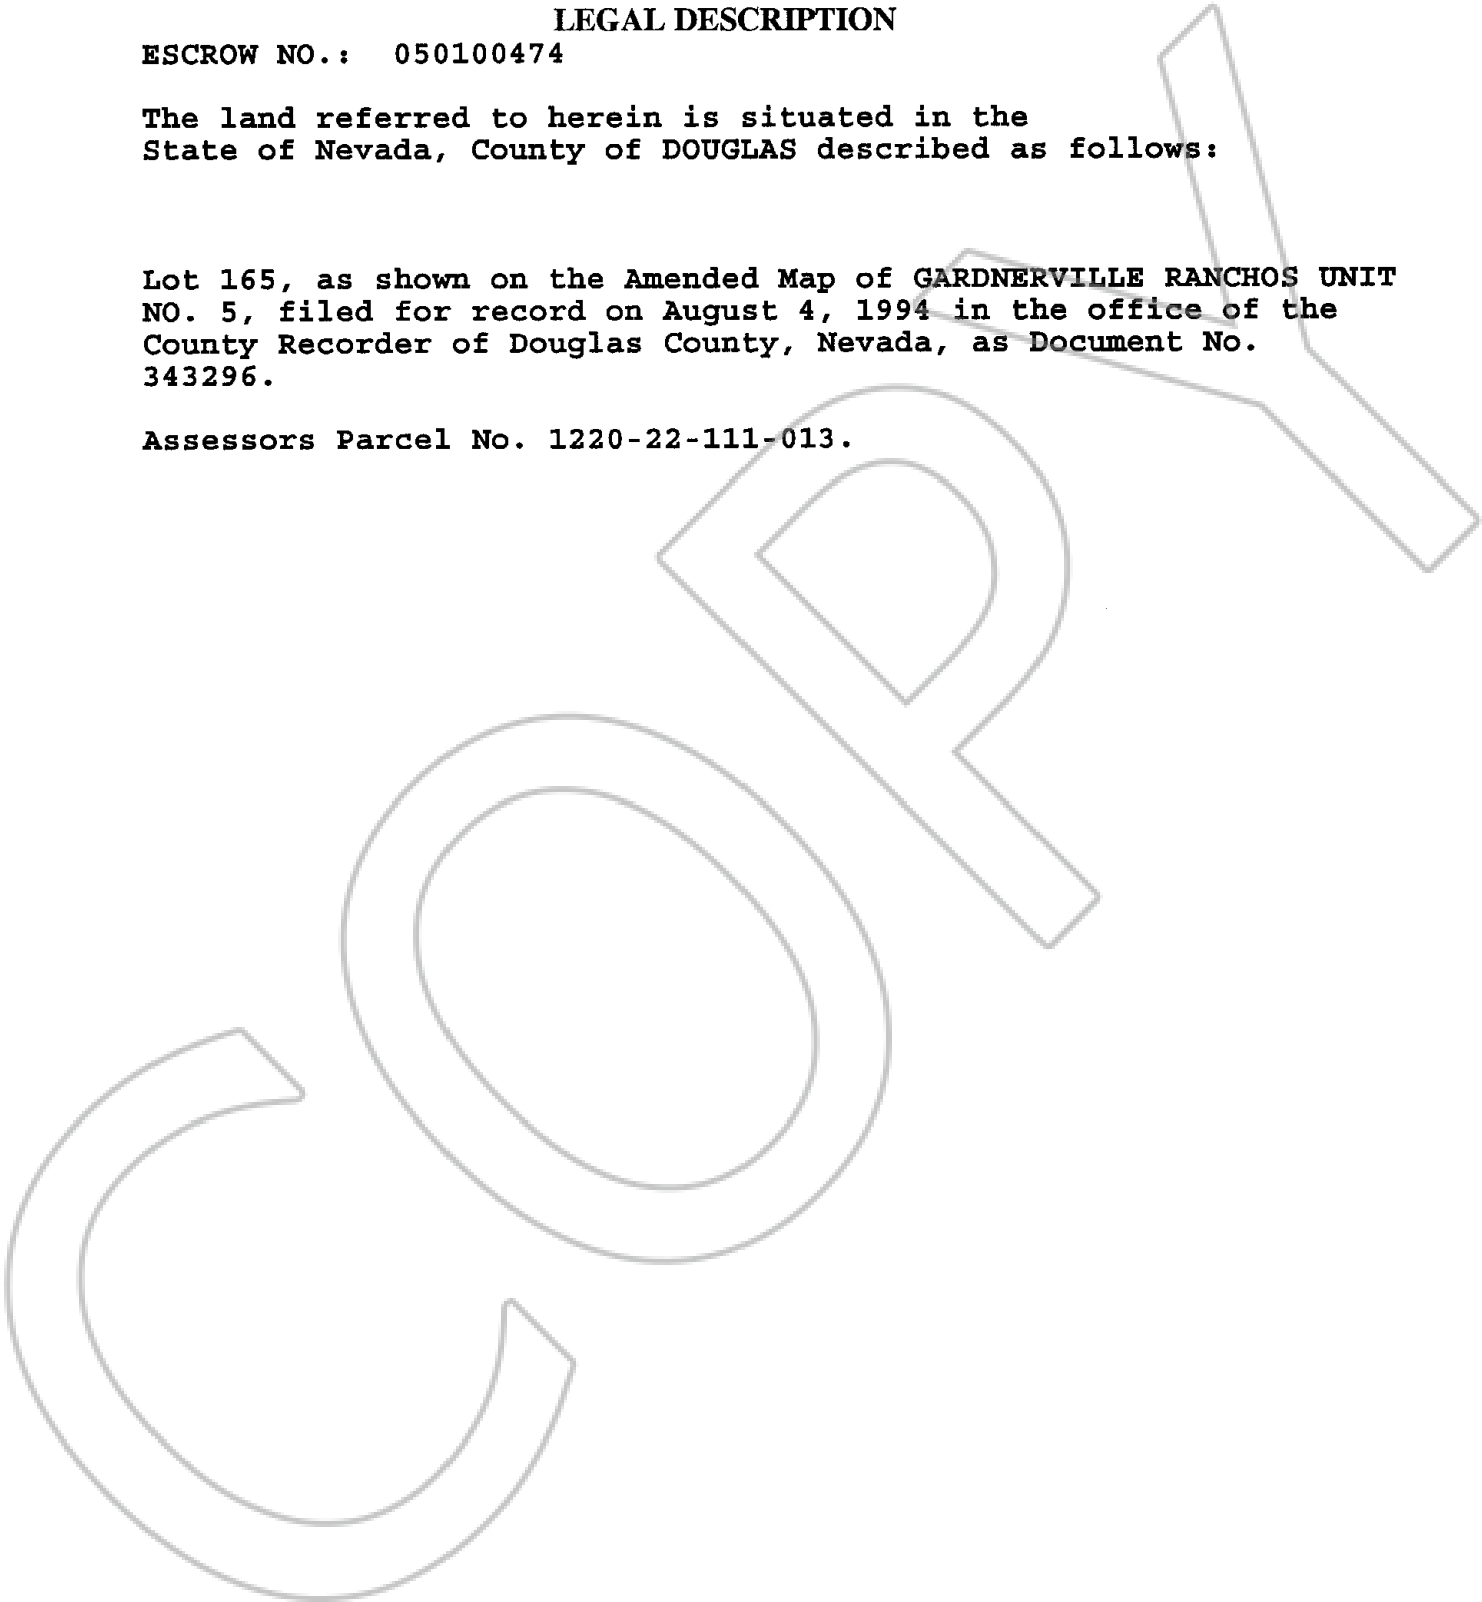 LEGAL DESCRIPTION
ESCROW NO.: 050100474
The land referred to herein is situated in the
State of Nevada, County of DOUGLAS described as follows:
Lot 165, as shown on the Amended Map of GARDNERVILLE RANCHOS UNIT
NO. 5, filed for record on August 4, 1994 in the office of the
County Recorder of Douglas County, Nevada, as Document No.
343296.
Assessors Parcel No. 1220-22-111-013.
COPY